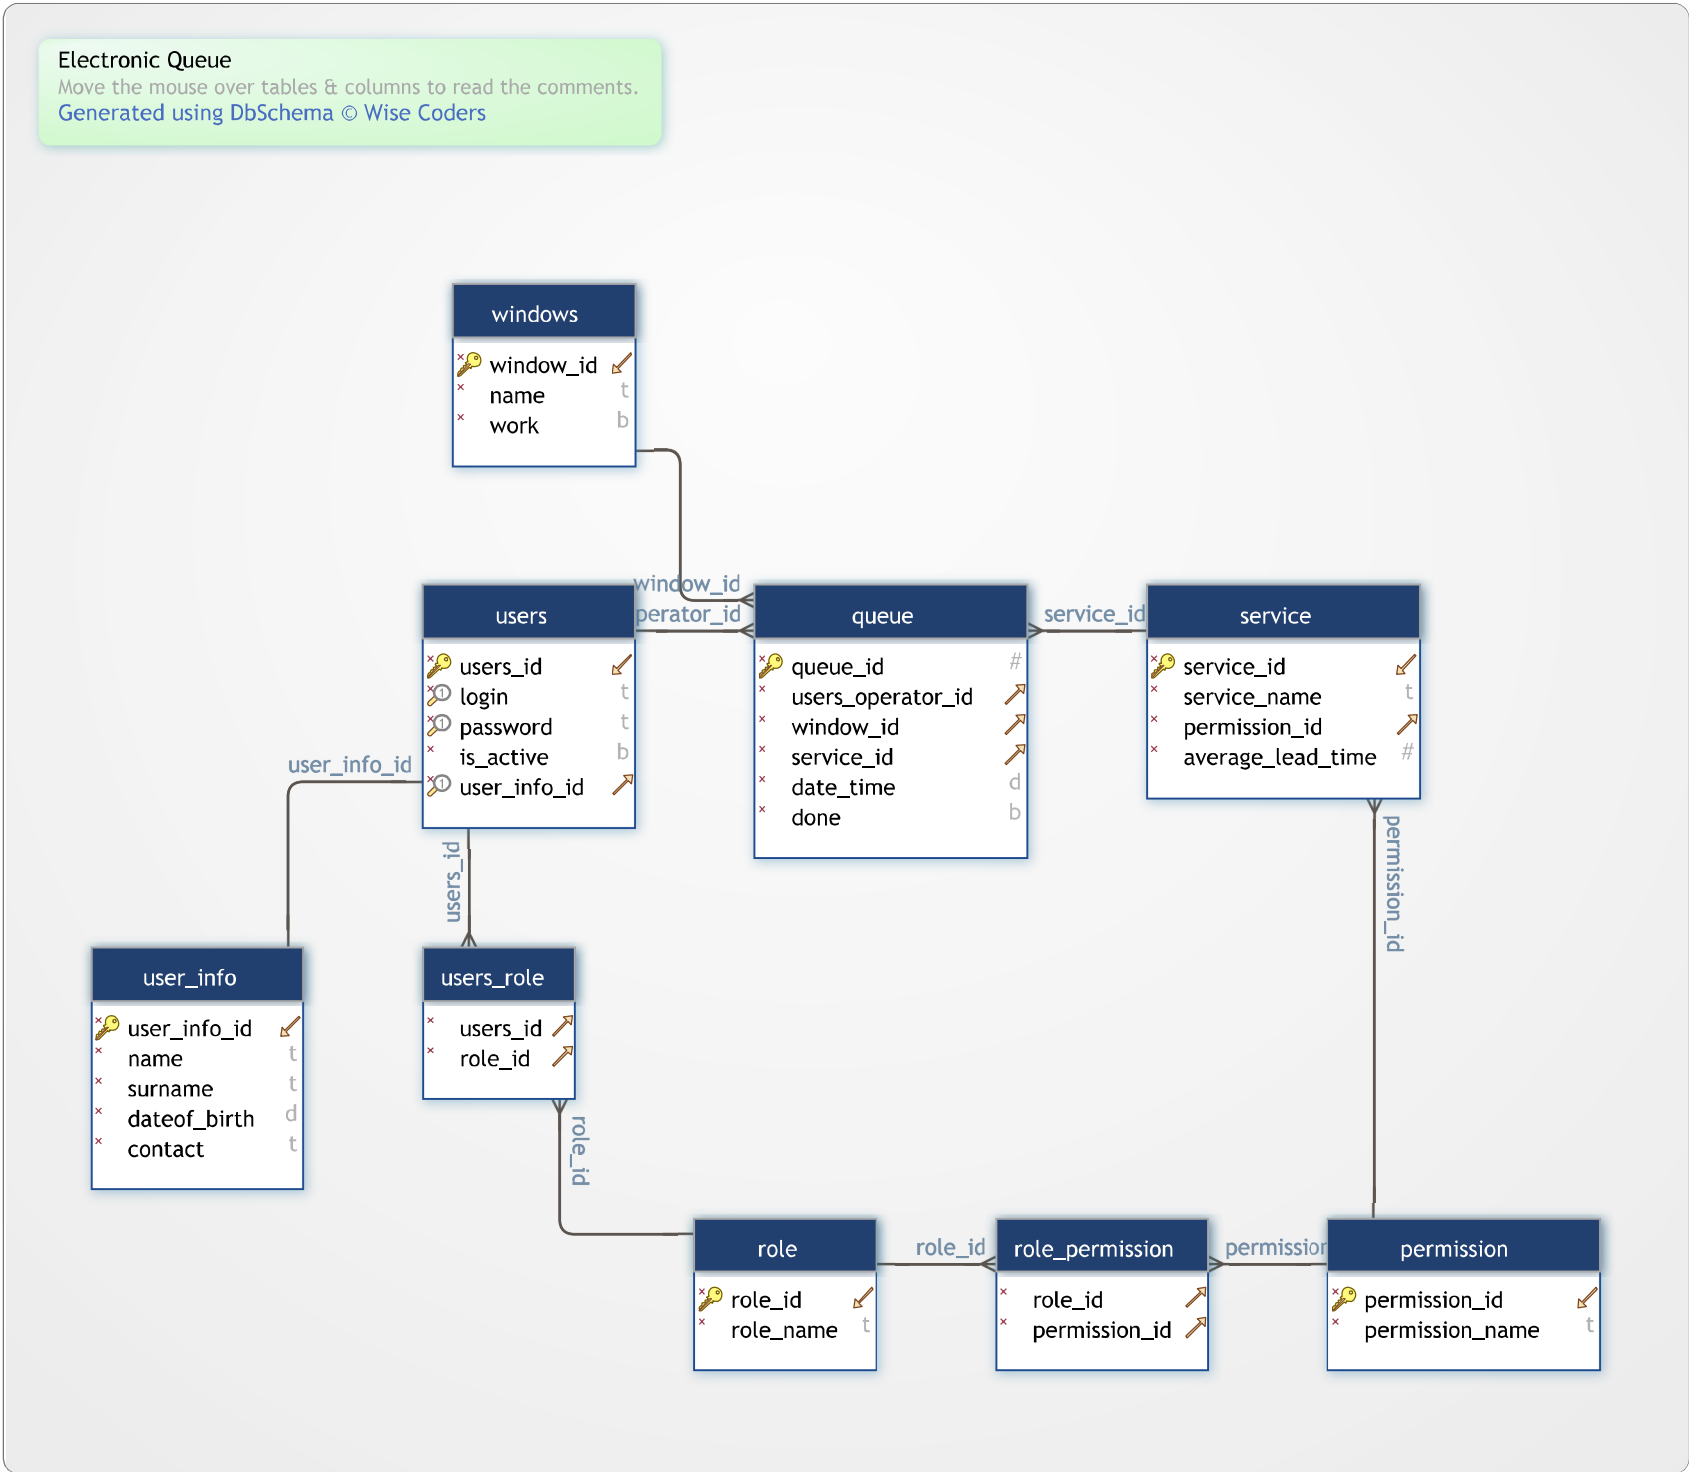 Electronic Queue
Move the mouse over tables & columns to read the comments.
Generated using DbSchema © Wise Coders
windows
window_id
name t
work b
window_id
perator_id
service_id
users
users_id
login t
password t
is_active b
user_info_id
queue
queue_id #
users_operator_id
window_id
service_id
date_time d
done b
service
service_id
service_name t
permission_id
average_lead_time #
user_info_id
users_id
permission_id
user_info
user_info_id
name t
surname t
dateof_birth d
contact t
users_role
users_id
role_id
role_id
role_id
permission
role
role_id
role_name t
role_permission
role_id
permission_id
permission
permission_id
permission_name t